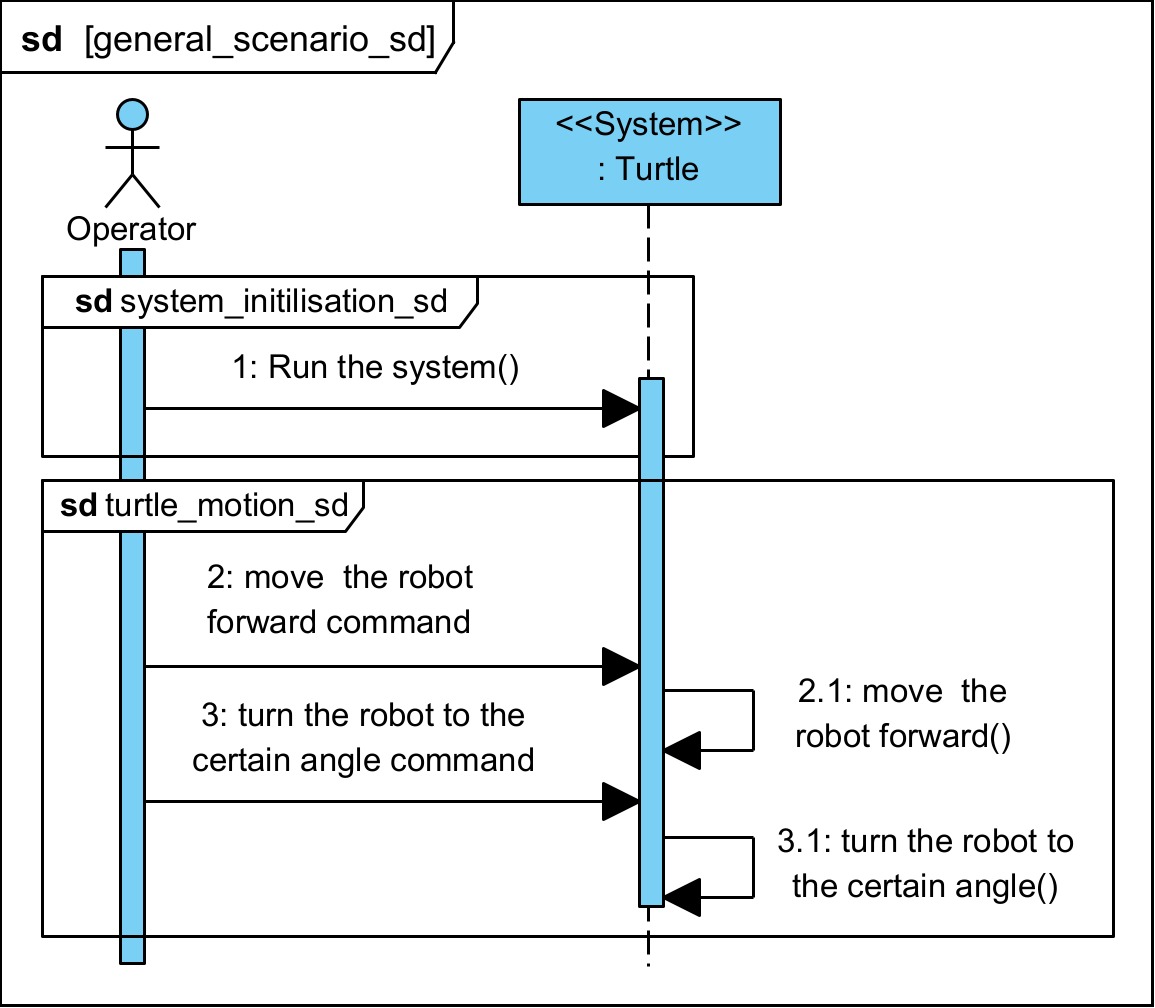 sd [general_scenario_sd]
<<System>>
: Turtle
Operator
sd system_initilisation_sd
1: Run the system()
sd turtle_motion_sd
2: move  the robot
forward command
2.1: move  the
robot forward()
3: turn the robot to the
certain angle command
3.1: turn the robot to
the certain angle()